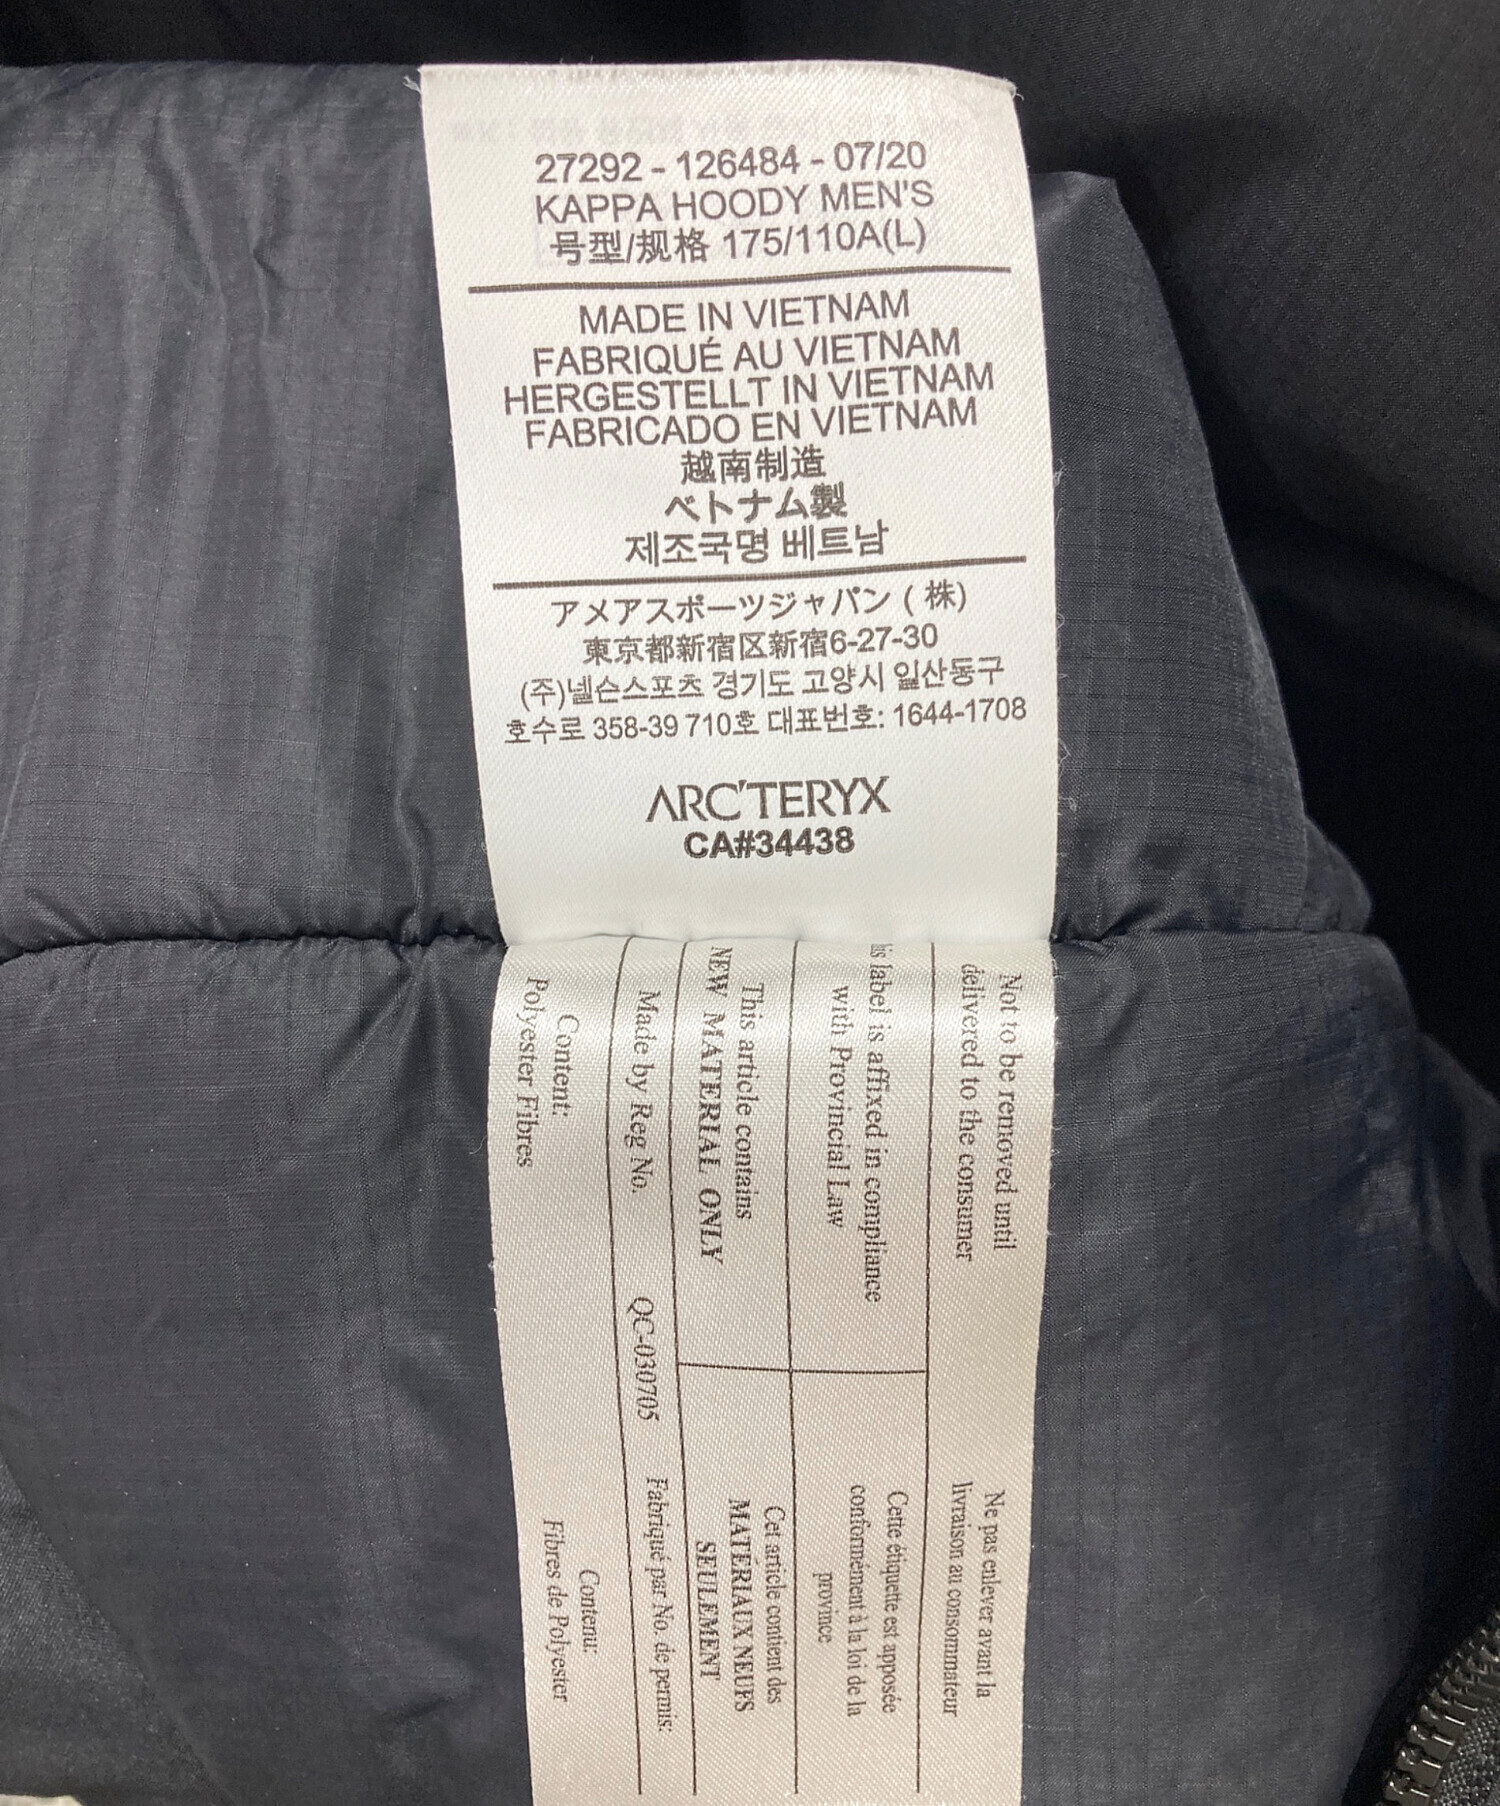 27292 - 126484 - 07/20
KAPPA HOODY MEN'S
号型/规格 175/110A(L)
MADE IN VIETNAM
FABRIQUÉ AU VIETNAM
HERGESTELLT IN VIETNAM
FABRICADO EN VIETNAM
越南制造
ベトナム製
제조국명 베트남
アメアスポーツジャパン ( 株)
東京都新宿区新宿6-27-30
(주)넬슨스포츠 경기도 고양시 일산동구
호수로 358-39 710호 대표번호: 1644-1708
ARC'TERYX
CA#34438
Not to be removed until
delivered to the consumer
Ne pas enlever avant la
livraison au consommateur
is label is affixed in compliance
with Provincial Law
Cette étiquette est apposée
conformément à la loi de la
province
This article contains
NEW MATERIAL ONLY
Cet article contient des
MATÉRIAUX NEUFS
SEULEMENT
Made by Reg No. QC-030705 Fabriqué par No. de permis:
Content:
Polyester Fibres
Contenu:
Fibres de Polyester